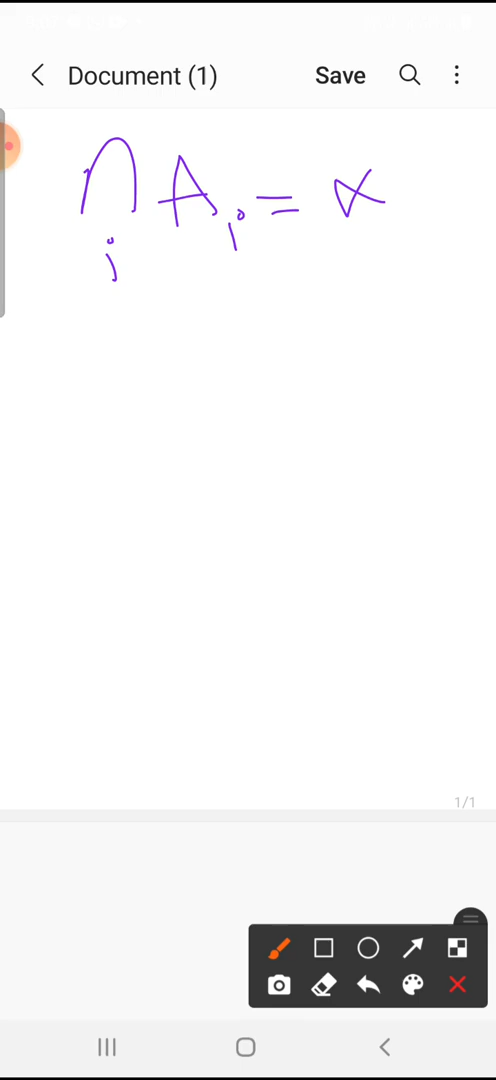 Document (1) Save
⋂ Aᵢ = α
i
1/1